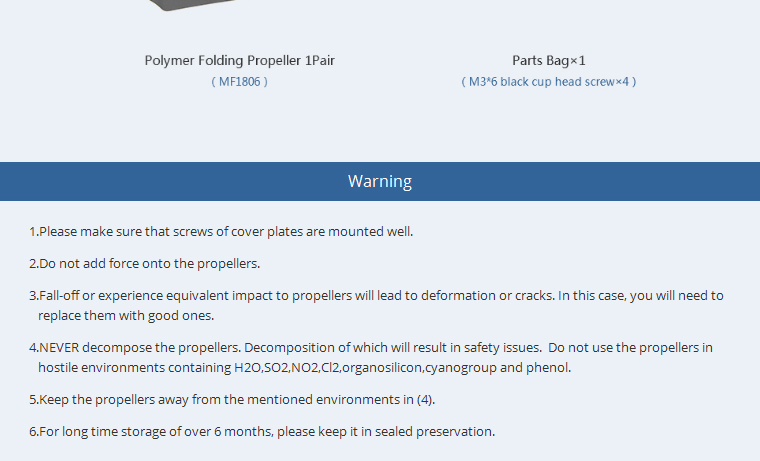 Polymer Folding Propeller 1Pair
( MF1806 )
Parts Bag×1
( M3*6 black cup head screw×4 )
Warning
1.Please make sure that screws of cover plates are mounted well.
2.Do not add force onto the propellers.
3.Fall-off or experience equivalent impact to propellers will lead to deformation or cracks. In this case, you will need to
replace them with good ones.
4.NEVER decompose the propellers. Decomposition of which will result in safety issues.  Do not use the propellers in
hostile environments containing H2O,SO2,NO2,Cl2,organosilicon,cyanogroup and phenol.
5.Keep the propellers away from the mentioned environments in (4).
6.For long time storage of over 6 months, please keep it in sealed preservation.